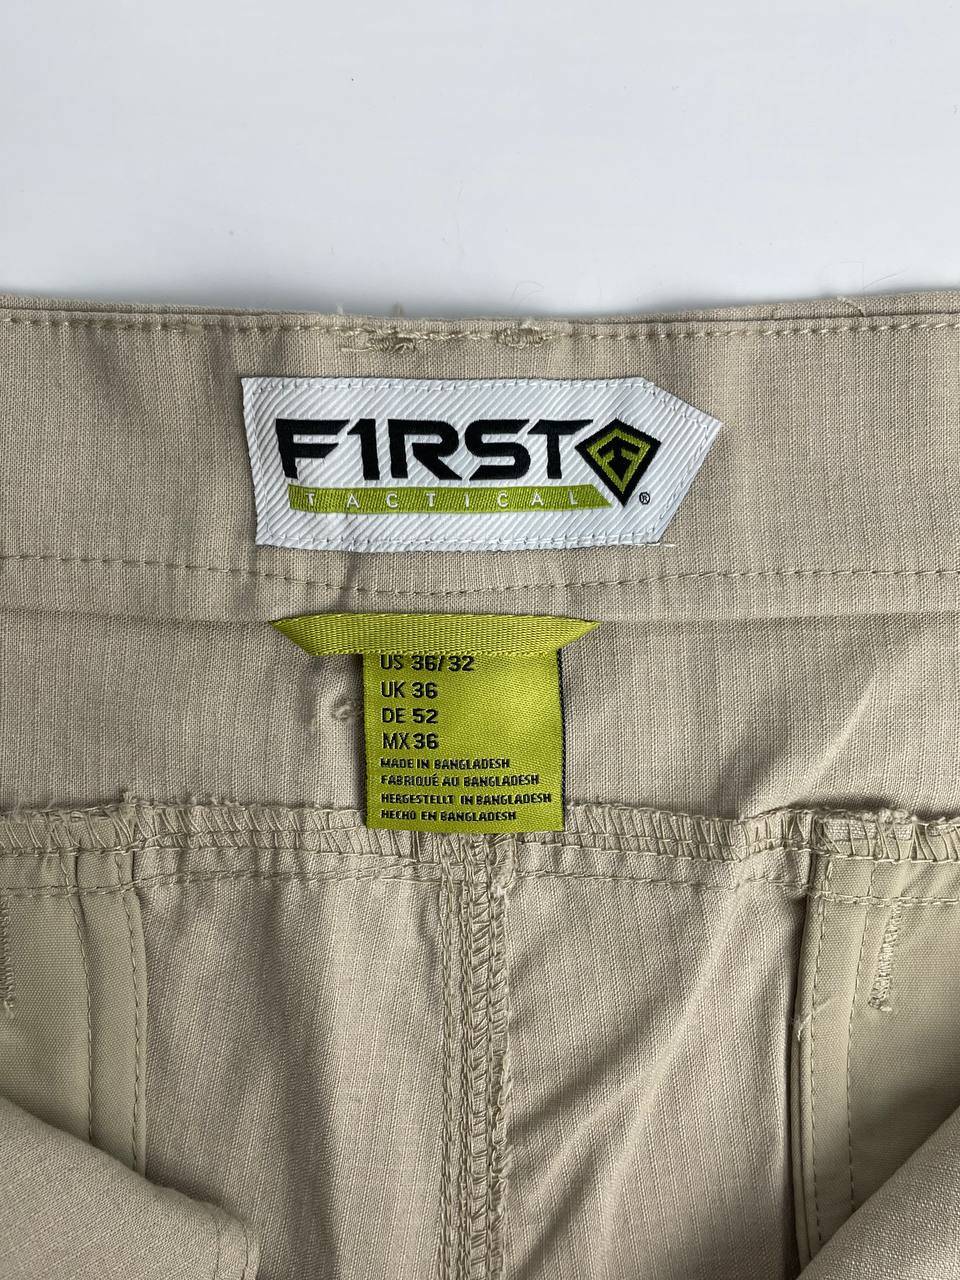 F1RST
TACTICAL
®
US 36/32
UK 36
DE 52
MX 36
MADE IN BANGLADESH
FABRIQUÉ AU BANGLADESH
HERGESTELLT IN BANGLADESH
HECHO EN BANGLADESH